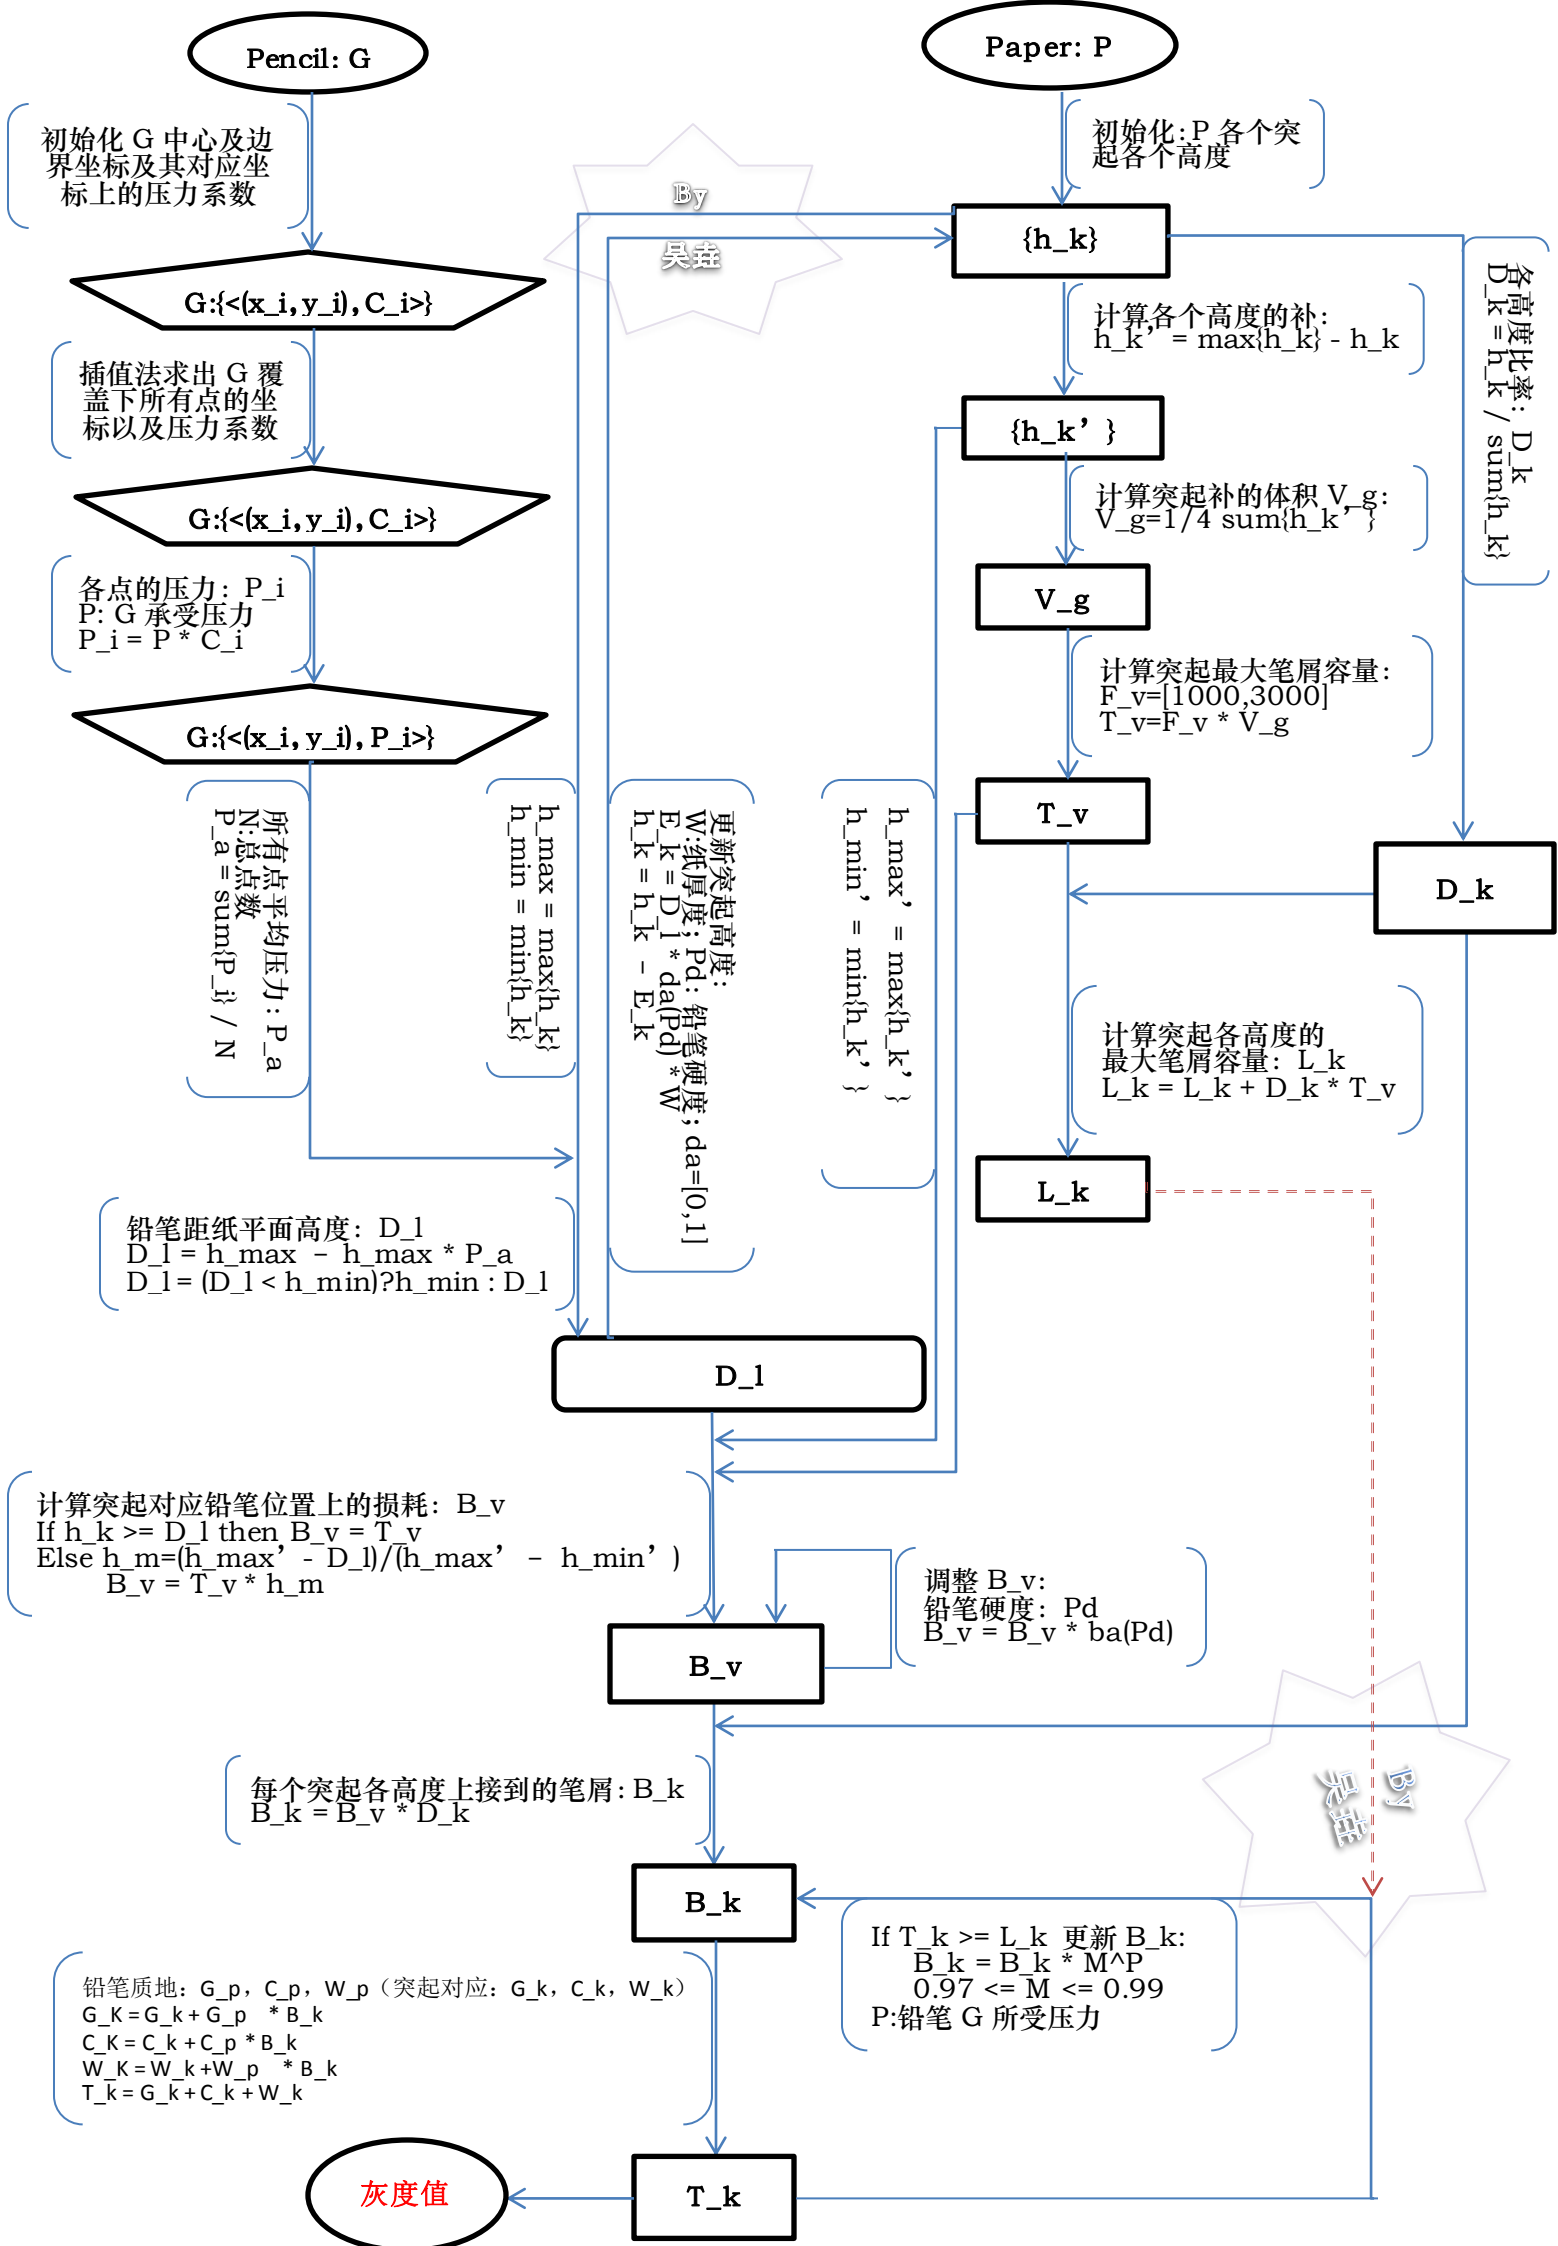 Pencil: G
Paper: P
初始化 G 中心及边
界坐标及其对应坐
标上的压力系数
初始化:P 各个突
起各个高度
By
吴垚
{h_k}
G:{<(x_i,y_i),C_i>}
计算各个高度的补:
h_k’ = max{h_k} - h_k
各高度比率: D_k
D_k = h_k / sum{h_k}
插值法求出 G 覆
盖下所有点的坐
标以及压力系数
{h_k’}
G:{<(x_i,y_i),C_i>}
计算突起补的体积 V_g:
V_g=1/4 sum{h_k’}
各点的压力: P_i
P: G 承受压力
P_i = P * C_i
V_g
计算突起最大笔屑容量:
F_v=[1000,3000]
T_v=F_v * V_g
G:{<(x_i,y_i),P_i>}
T_v
所有点平均压力: P_a
N:总点数
P_a = sum{P_i} / N
h_max = max{h_k}
h_min = min{h_k}
更新突起高度:
W:纸厚度; Pd: 铅笔硬度; da=[0,1]
E_k = D_l * da(Pd) * W
h_k = h_k – E_k
h_max’ = max{h_k’}
h_min’ = min{h_k’}
D_k
计算突起各高度的
最大笔屑容量: L_k
L_k = L_k + D_k * T_v
L_k
铅笔距纸平面高度: D_l
D_l = h_max – h_max * P_a
D_l = (D_l < h_min)?h_min : D_l
D_l
计算突起对应铅笔位置上的损耗: B_v
If h_k >= D_l then B_v = T_v
Else h_m=(h_max’ - D_l)/(h_max’ – h_min’)
B_v = T_v * h_m
调整 B_v:
铅笔硬度: Pd
B_v = B_v * ba(Pd)
B_v
每个突起各高度上接到的笔屑: B_k
B_k = B_v * D_k
By
吴垚
B_k
If T_k >= L_k 更新 B_k:
B_k = B_k * M^P
0.97 <= M <= 0.99
P:铅笔 G 所受压力
铅笔质地: G_p, C_p, W_p（突起对应: G_k, C_k, W_k）
G_K = G_k + G_p * B_k
C_K = C_k + C_p * B_k
W_K = W_k +W_p * B_k
T_k = G_k + C_k + W_k
灰度值
T_k